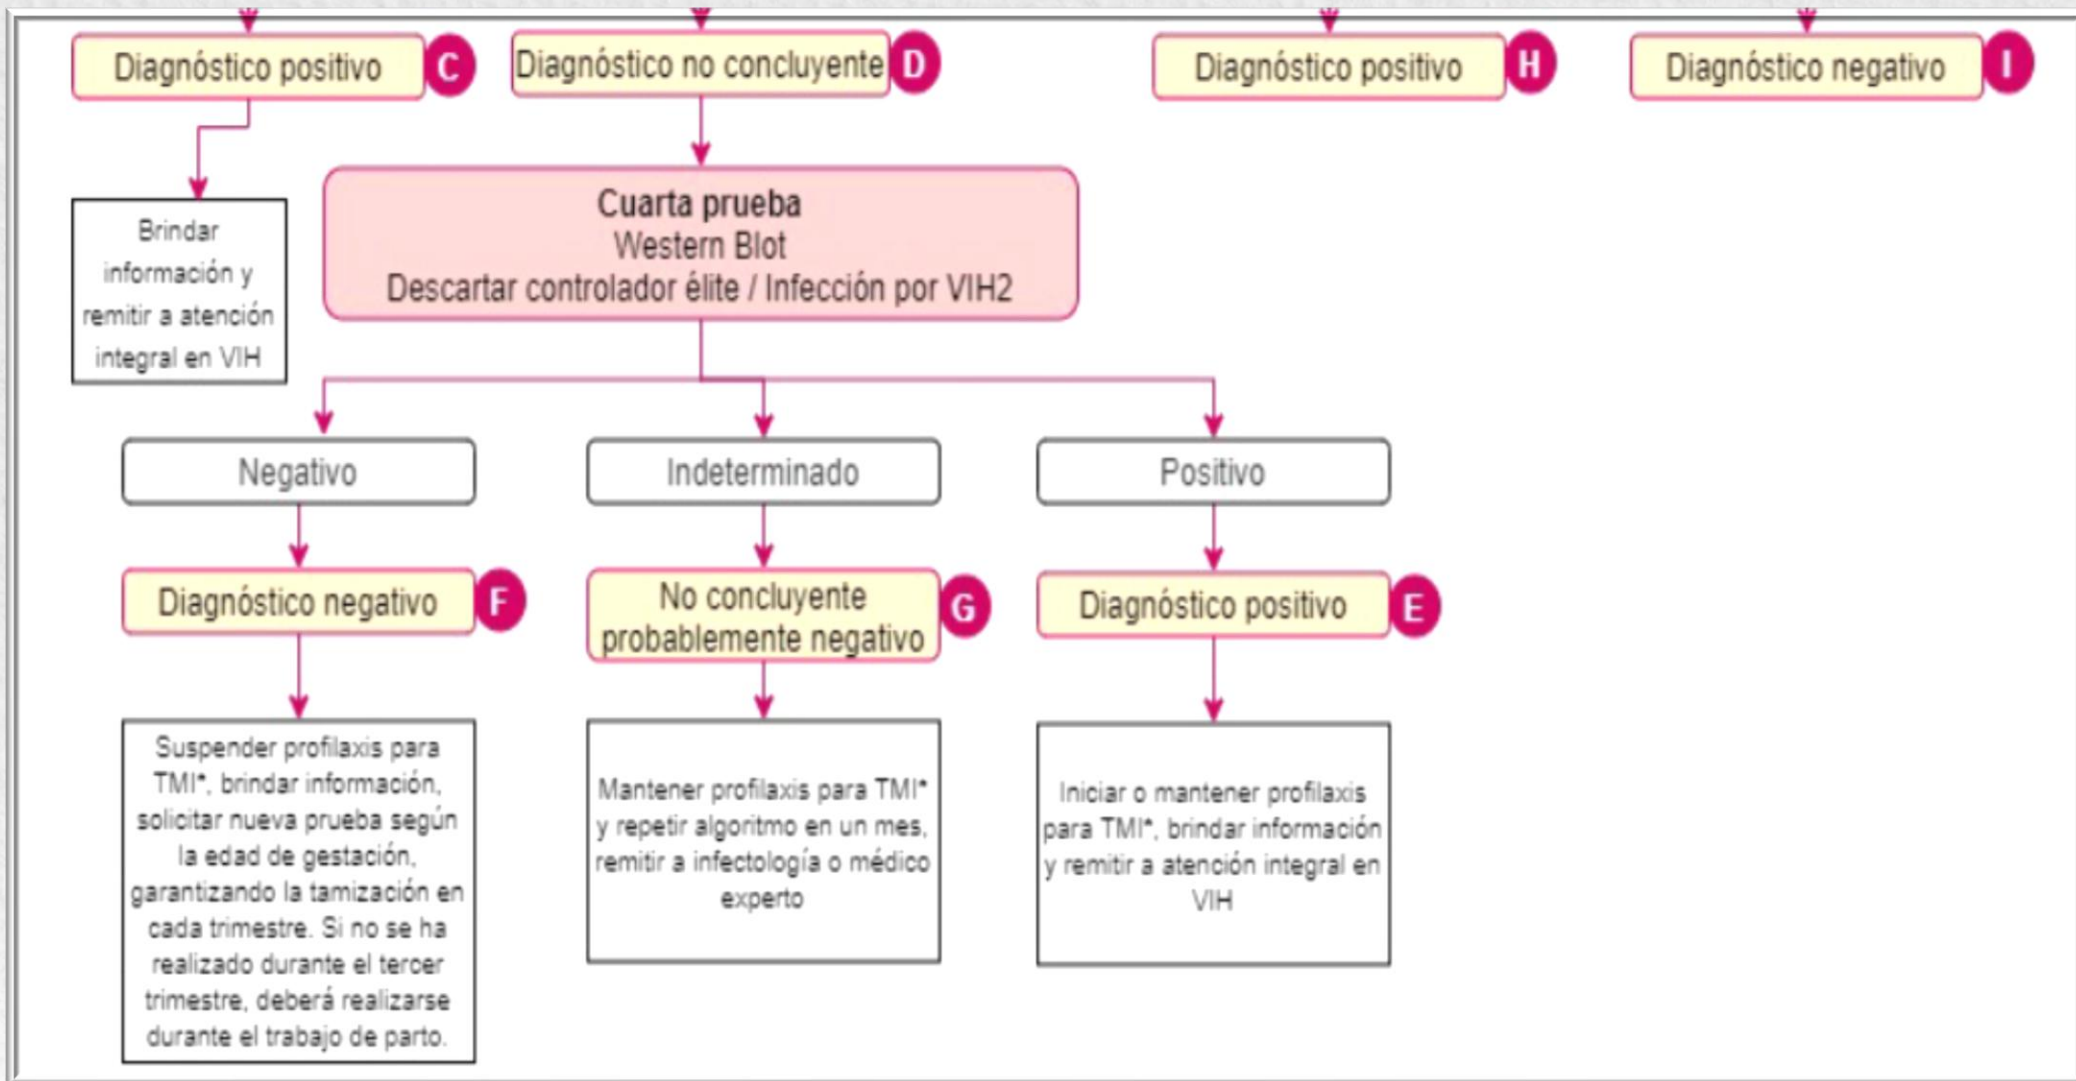 Diagnóstico positivo
C
Diagnóstico no concluyente
D
Diagnóstico positivo
H
Diagnóstico negativo
I
Brindar
información y
remitir a atención
integral en VIH
Cuarta prueba
Western Blot
Descartar controlador élite / Infección por VIH2
Negativo
Indeterminado
Positivo
Diagnóstico negativo
F
No concluyente
probablemente negativo
G
Diagnóstico positivo
E
Suspender profilaxis para
TMI*, brindar información,
solicitar nueva prueba según
la edad de gestación,
garantizando la tamización en
cada trimestre. Si no se ha
realizado durante el tercer
trimestre, deberá realizarse
durante el trabajo de parto.
Mantener profilaxis para TMI*
y repetir algoritmo en un mes,
remitir a infectología o médico
experto
Iniciar o mantener profilaxis
para TMI*, brindar información
y remitir a atención integral en
VIH